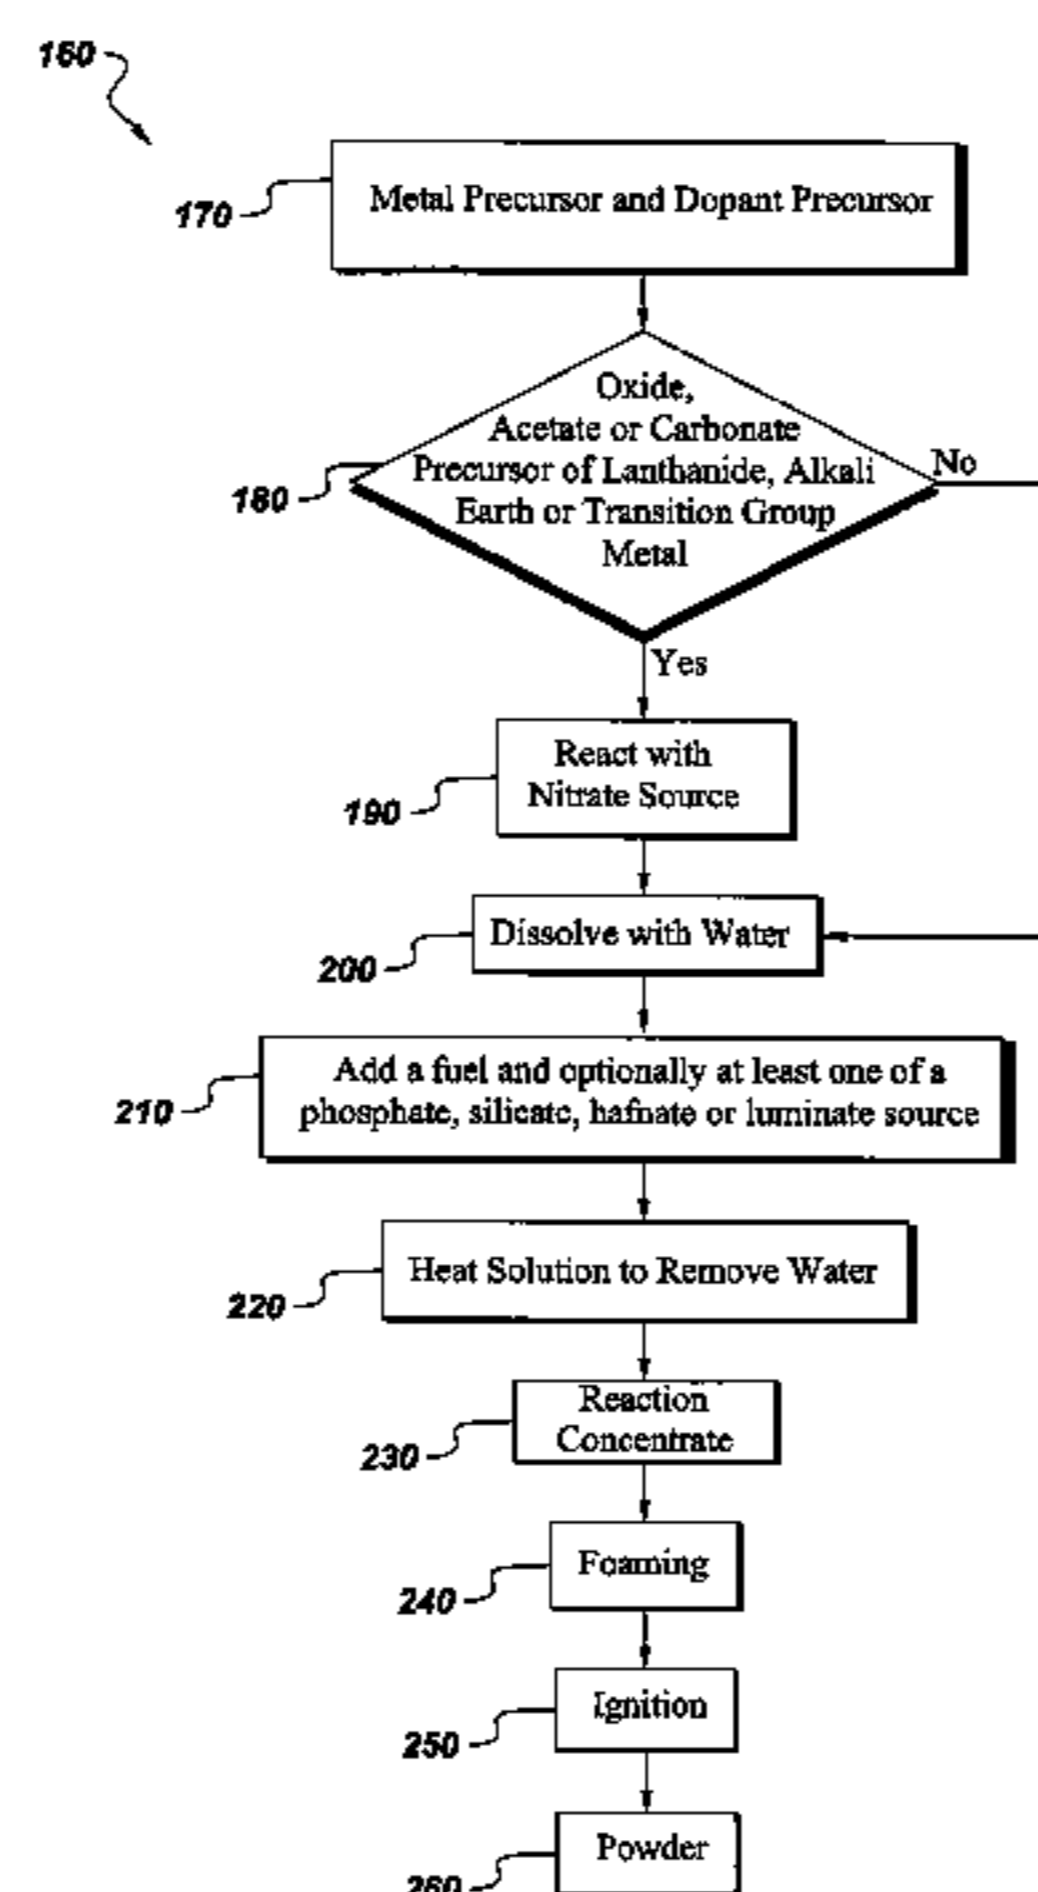 160
170
Metal Precursor and Dopant Precursor
Oxide,
Acetate or Carbonate
Precursor of Lanthanide, Alkali
Earth or Transition Group
Metal
180
No
Yes
React with
Nitrate Source
190
Dissolve with Water
200
Add a fuel and optionally at least one of a
phosphate, silicate, hafnate or luminate source
210
Heat Solution to Remove Water
220
Reaction
Concentrate
230
Foaming
240
Ignition
250
Powder
260